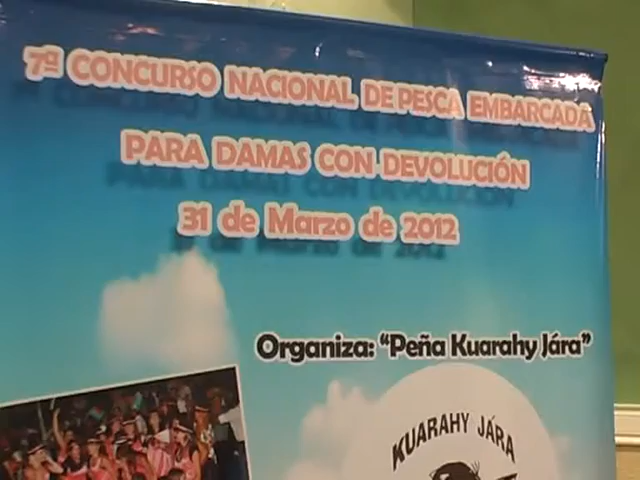 7ª CONCURSO NACIONAL DE PESCA EMBARCADA
PARA DAMAS CON DEVOLUCIÓN
31 de Marzo de 2012
Organiza: "Peña Kuarahy Jára"
KUARAHY JÁRA